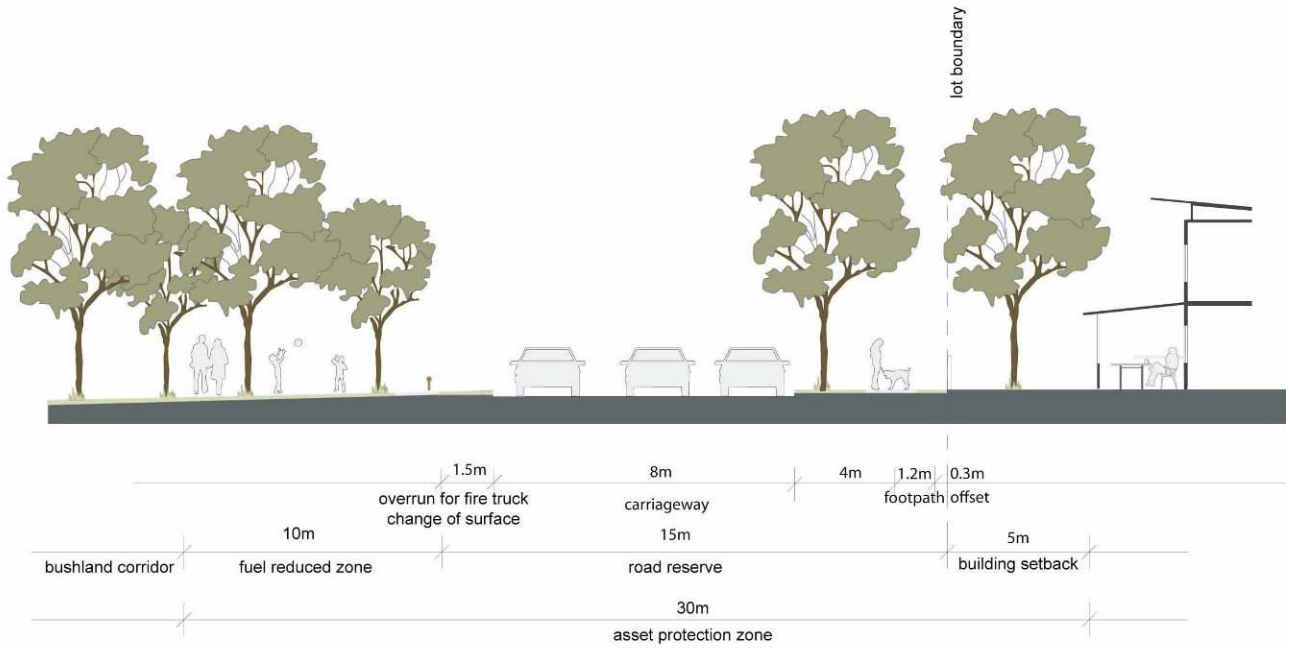 lot boundary
1.5m
8m
4m
1.2m
0.3m
overrun for fire truck
change of surface
carriageway
footpath
offset
10m
15m
5m
bushland corridor
fuel reduced zone
road reserve
building setback
30m
asset protection zone